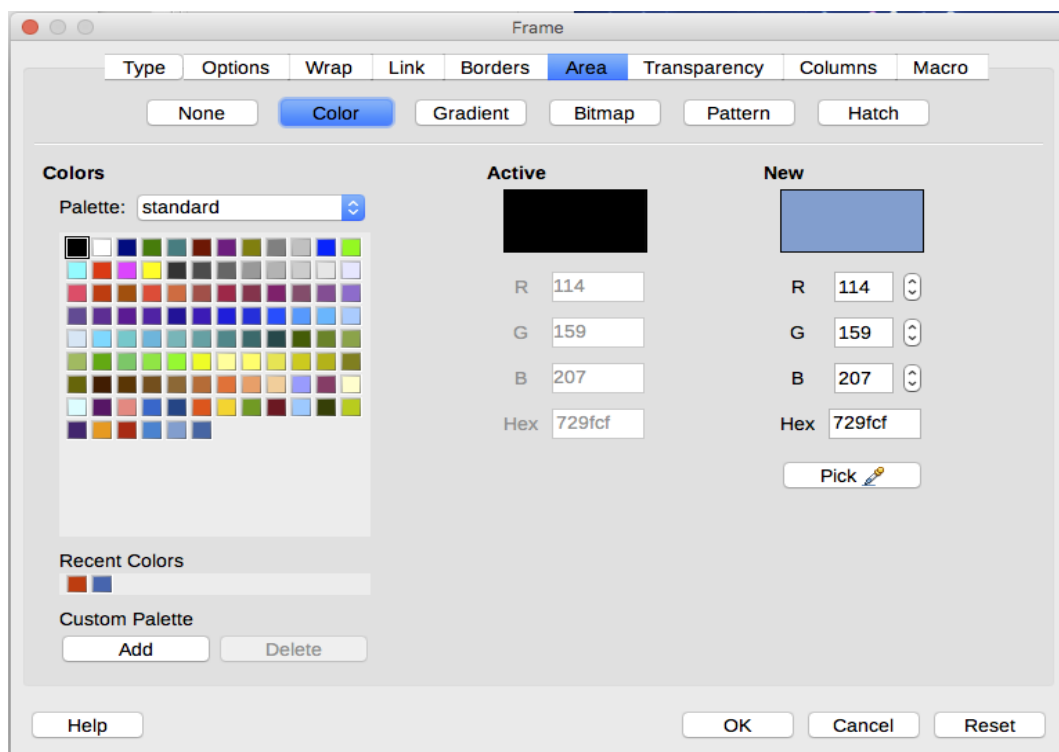 Frame
Type Options Wrap Link Borders Area Transparency Columns Macro
None Color Gradient Bitmap Pattern Hatch
Colors Active New
Palette: standard
R 114 R 114
G 159 G 159
B 207 B 207
Hex 729fcf Hex 729fcf
Pick
Recent Colors
Custom Palette
Add Delete
Help OK Cancel Reset